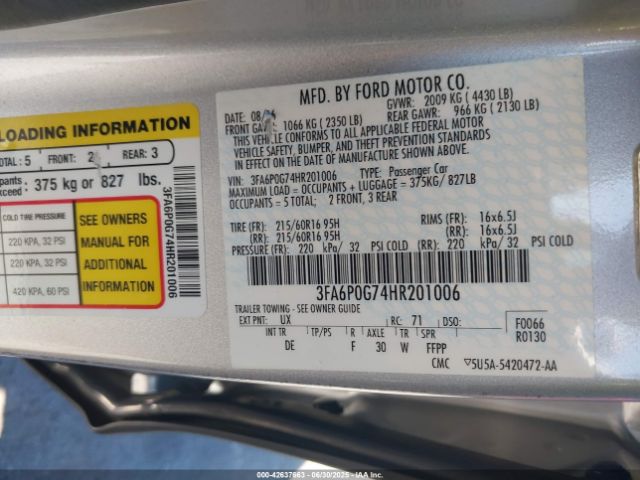 LOADING INFORMATION
TOTAL: 5 FRONT: 2 REAR: 3
375 kg or 827 lbs.
COLD TIRE PRESSURE
220 KPA, 32 PSI
220 KPA, 32 PSI
420 KPA, 60 PSI
SEE OWNERS
MANUAL FOR
ADDITIONAL
INFORMATION
3FA6P0G74HR201006
MFD. BY FORD MOTOR CO.
DATE: 08/ GVWR: 2009 KG ( 4430 LB)
FRONT GAWR: 1066 KG ( 2350 LB) REAR GAWR: 966 KG ( 2130 LB)
THIS VEHICLE CONFORMS TO ALL APPLICABLE FEDERAL MOTOR
VEHICLE SAFETY, BUMPER, AND THEFT PREVENTION STANDARDS
IN EFFECT ON THE DATE OF MANUFACTURE SHOWN ABOVE.
VIN: 3FA6P0G74HR201006 TYPE: Passenger Car
MAXIMUM LOAD = OCCUPANTS + LUGGAGE = 375KG/ 827LB
OCCUPANTS = 5 TOTAL; 2 FRONT, 3 REAR
TIRE (FR): 215/60R16 95H RIMS (FR): 16x6.5J
(RR): 215/60R16 95H (RR): 16x6.5J
PRESSURE (FR): 220 kPa/ 32 PSI COLD (RR): 220 kPa/ 32 PSI COLD
3FA6P0G74HR201006
TRAILER TOWING - SEE OWNER GUIDE
EXT PNT: UX RC: 71 DSO: F0066
INT TR TP/PS R AXLE TR SPR R0130
DE F 30 W FFPP
CMC ▽SU5A-5420472-AA
00-42637663 - 06/30/2025 - IAAI.com